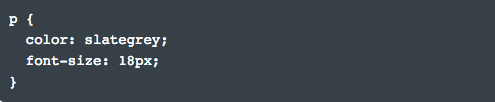 p {
  color: slategrey;
  font-size: 18px;
}